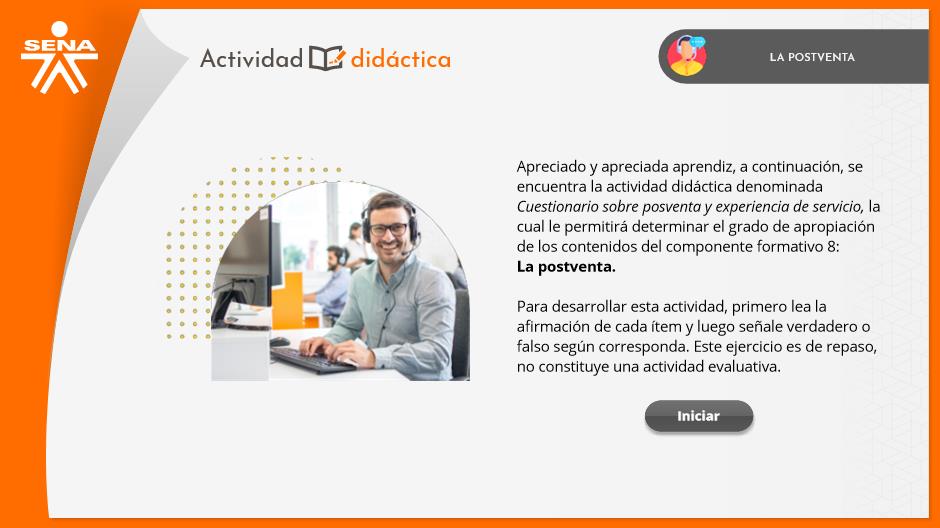 SENA
Actividad didáctica
LA POSTVENTA
Apreciado y apreciada aprendiz, a continuación, se
encuentra la actividad didáctica denominada
Cuestionario sobre posventa y experiencia de servicio, la
cual le permitirá determinar el grado de apropiación
de los contenidos del componente formativo 8:
La postventa.
Para desarrollar esta actividad, primero lea la
afirmación de cada ítem y luego señale verdadero o
falso según corresponda. Este ejercicio es de repaso,
no constituye una actividad evaluativa.
Iniciar